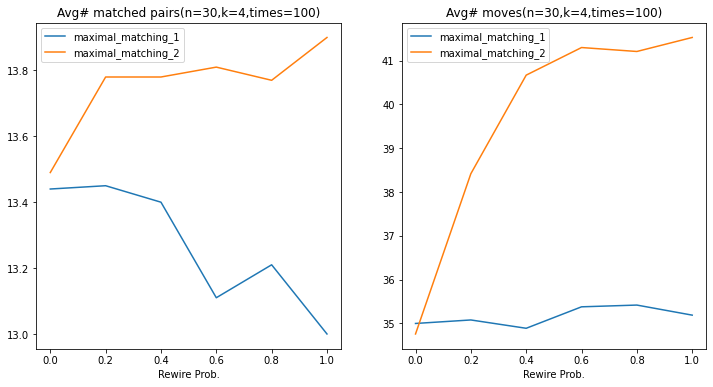 Avg# matched pairs(n=30,k=4,times=100)
maximal_matching_1
maximal_matching_2
13.8
13.6
13.4
13.2
13.0
0.0 0.2 0.4 0.6 0.8 1.0
Rewire Prob.
Avg# moves(n=30,k=4,times=100)
maximal_matching_1
maximal_matching_2
41
40
39
38
37
36
35
0.0 0.2 0.4 0.6 0.8 1.0
Rewire Prob.